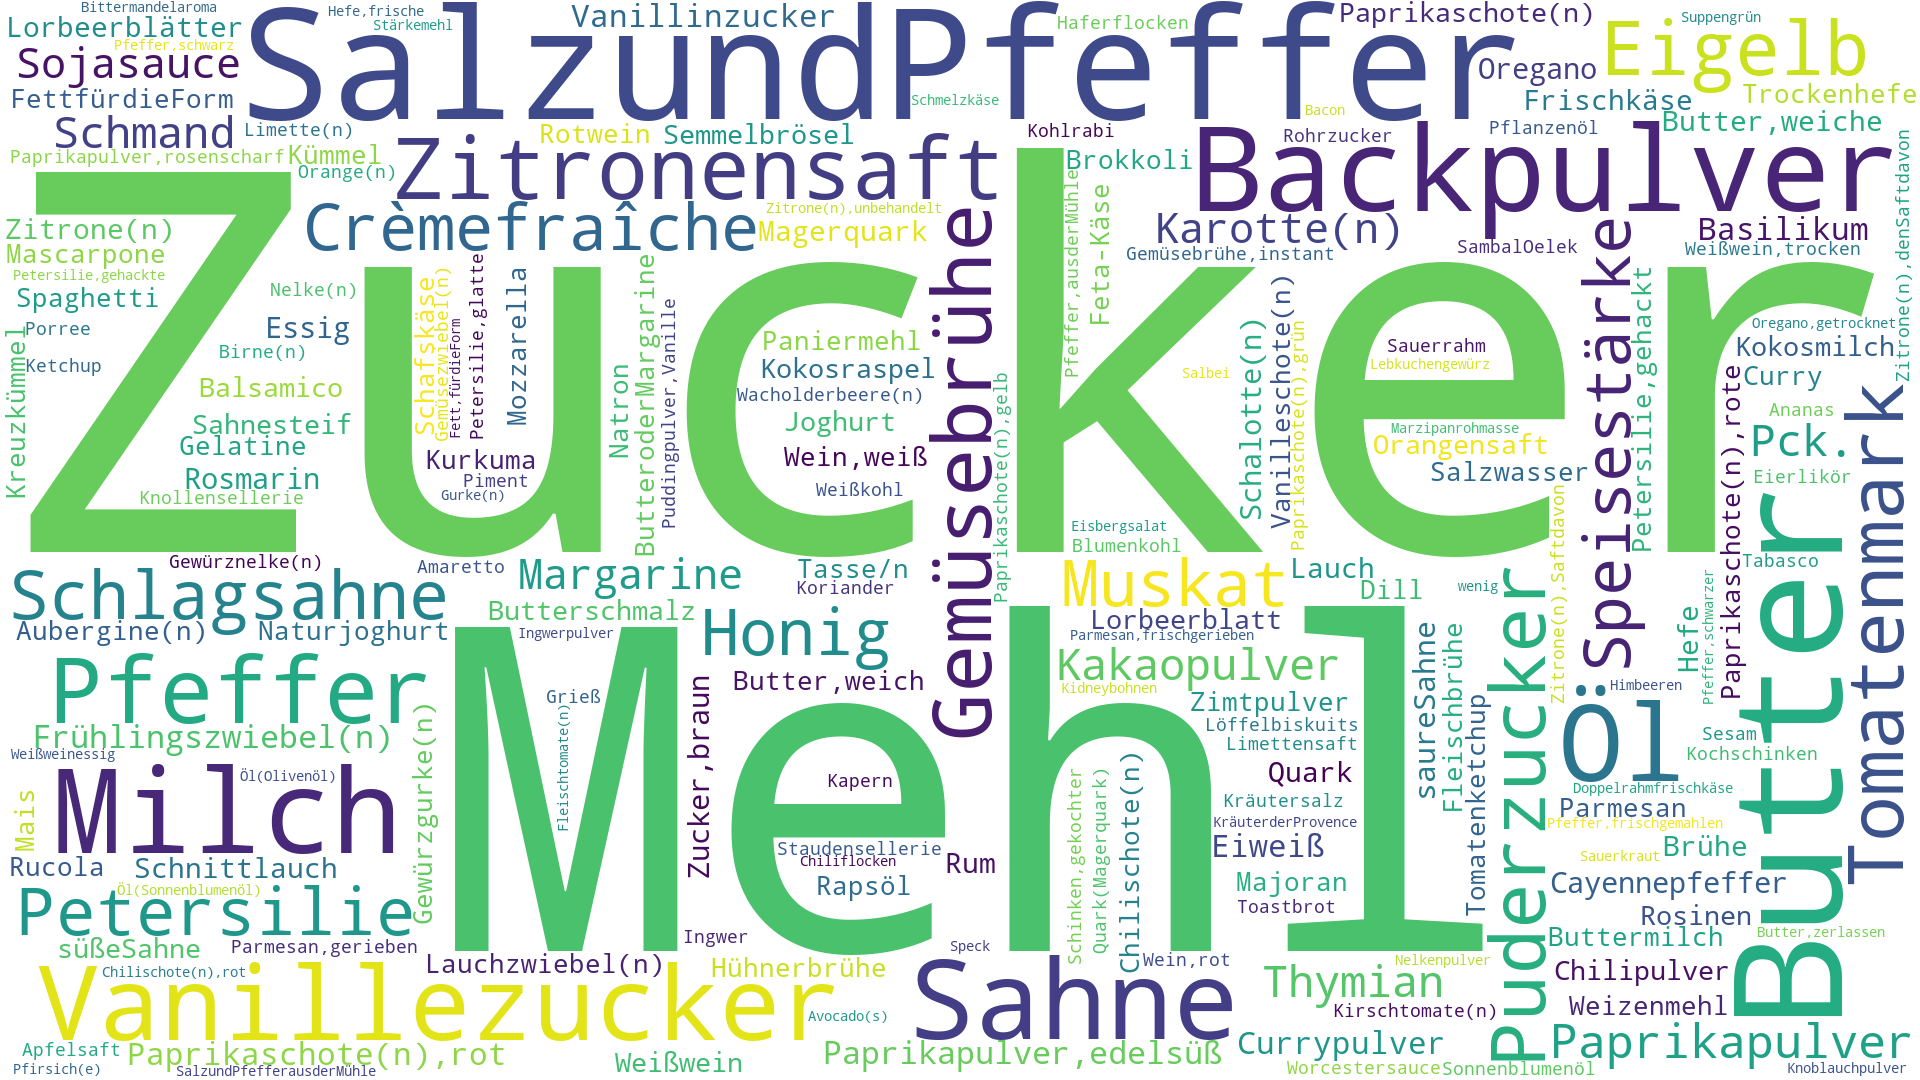 Bittermandelaroma
Hefe,frische
Vanillinzucker
Paprikaschote(n)
Suppengrün
Lorbeerblätter
Stärkemehl
SalzundPfeffer
Haferflocken
Eigelb
Pfeffer,schwarz
Sojasauce
Oregano
FettfürdieForm
Schmelzkäse
Bacon
Frischkäse
Trockenhefe
Schmand
Limette(n)
Rotwein
Semmelbrösel
Kohlrabi
Rohrzucker
Pflanzenöl
Butter,weiche
Paprikapulver,rosenscharf
Kümmel
Orange(n)
Zitronensaft
Brokkoli
Backpulver
Zitrone(n),denSaftdavon
Zitrone(n)
Crèmefraîche
Zitrone(n),unbehandelt
Magerquark
Pfeffer,ausderMühle
Feta-Käse
Karotte(n)
Basilikum
Mascarpone
Gemüsebrühe,instant
SambalOelek
Weißwein,trocken
Petersilie,gehackte
Zucker
Spaghetti
Nelke(n)
Schafskäse
Gemüsezwiebel(n)
Fett,fürdieForm
Petersilie,glatte
Mozzarella
ButteroderMargarine
Puddingpulver,Vanille
Gemüsebrühe
Speisestärke
Petersilie,gehackt
Porree
Essig
Paniermehl
Schalotte(n)
Vanilleschote(n)
Paprikaschote(n),grün
Sauerrahm
Oregano,getrocknet
Kokosmilch
Kreuzkümmel
Ketchup
Birne(n)
Natron
Kokosraspel
Salbei
Lebkuchengewürz
Curry
Balsamico
Wacholderbeere(n)
Paprikaschote(n),gelb
Paprikaschote(n),rote
Ananas
Sahnesteif
Joghurt
Marzipanrohmasse
Tomatenmark
Gelatine
Kurkuma
Wein,weiß
Orangensaft
Pck.
Rosmarin
Piment
Salzwasser
Eierlikör
Knollensellerie
Gurke(n)
Weißkohl
Eisbergsalat
Blumenkohl
Zitrone(n),Saftdavon
Butter
Gewürznelke(n)
Amaretto
Margarine
Tasse/n
Muskat
Lauch
Tabasco
Schlagsahne
Koriander
Dill
wenig
Puderzucker
Pfeffer,schwarzer
Butterschmalz
Honig
Lorbeerblatt
Hefe
Aubergine(n)
Naturjoghurt
Ingwerpulver
Mehl
Parmesan,frischgerieben
saureSahne
Fleischbrühe
Pfeffer
Kakaopulver
Butter,weich
Kidneybohnen
Himbeeren
Grieß
Zucker,braun
Zimtpulver
Tomatenketchup
Öl
Frühlingszwiebel(n)
Gewürzgurke(n)
Fleischtomate(n)
Löffelbiskuits
Sesam
Weißweinessig
Limettensaft
Kochschinken
Milch
Öl(Olivenöl)
Kapern
Schinken,gekochter
Quark(Magerquark)
Chilischote(n)
Quark
Doppelrahmfrischkäse
Mais
Kräutersalz
Parmesan
KräuterderProvence
Pfeffer,frischgemahlen
Rucola
Schnittlauch
Staudensellerie
Chiliflocken
Rum
Eiweiß
Brühe
Sauerkraut
Öl(Sonnenblumenöl)
Rapsöl
Majoran
Cayennepfeffer
Petersilie
Toastbrot
Rosinen
süßeSahne
Parmesan,gerieben
Ingwer
Speck
Buttermilch
Butter,zerlassen
Chilischote(n),rot
Lauchzwiebel(n)
Hühnerbrühe
Wein,rot
Nelkenpulver
Chilipulver
Vanillezucker
Sahne
Thymian
Avocado(s)
Kirschtomate(n)
Weizenmehl
Apfelsaft
Paprikaschote(n),rot
Weißwein
Paprikapulver,edelsüß
Currypulver
Paprikapulver
Pfirsich(e)
SalzundPfefferausderMühle
Worcestersauce
Sonnenblumenöl
Knoblauchpulver